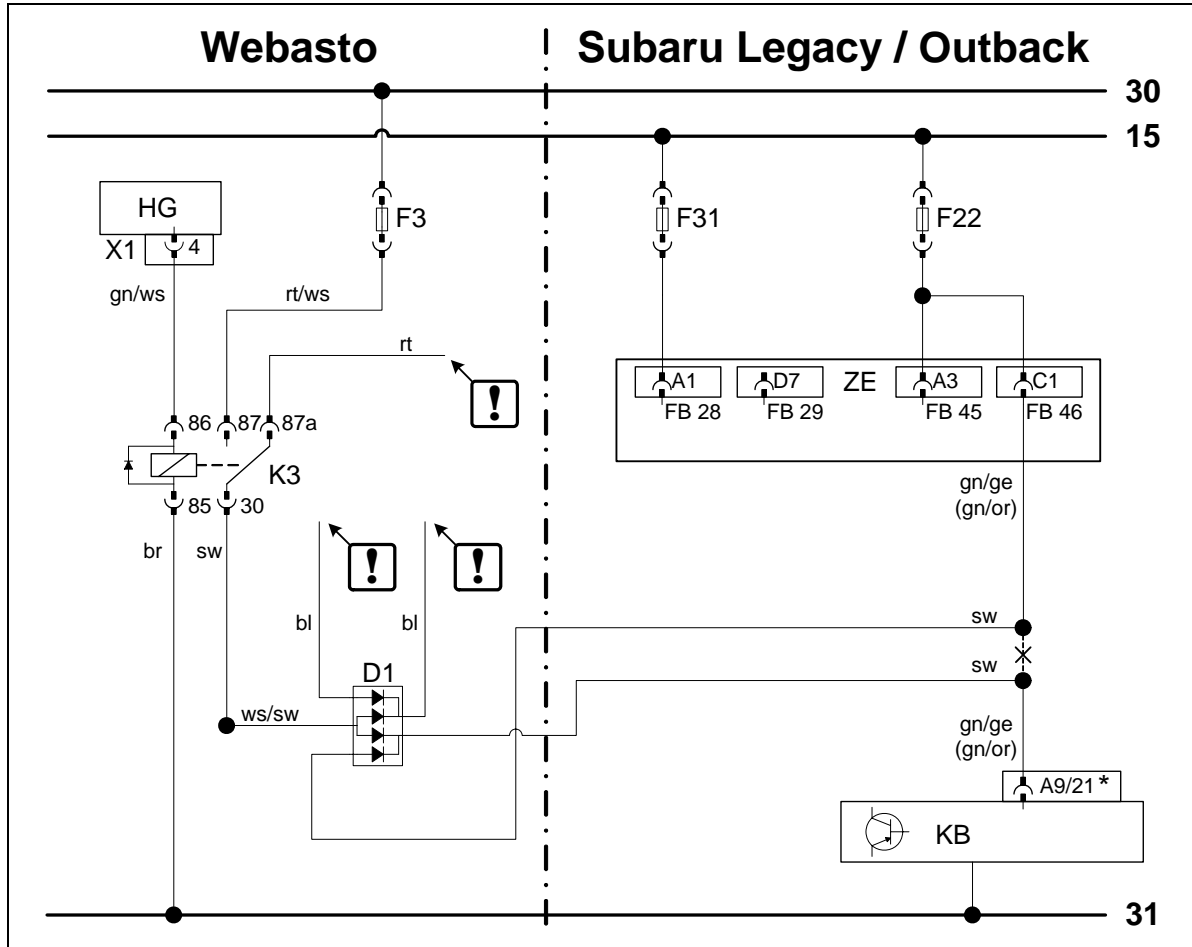 Webasto
Subaru Legacy / Outback
30
15
HG
X1
4
F3
F31
F22
gn/ws
rt/ws
rt
!
A1
D7
ZE
A3
C1
FB 28
FB 29
FB 45
FB 46
86
87
87a
K3
85
30
gn/ge
(gn/or)
br
sw
!
!
bl
bl
sw
D1
sw
ws/sw
gn/ge
(gn/or)
A9/21 *
KB
31